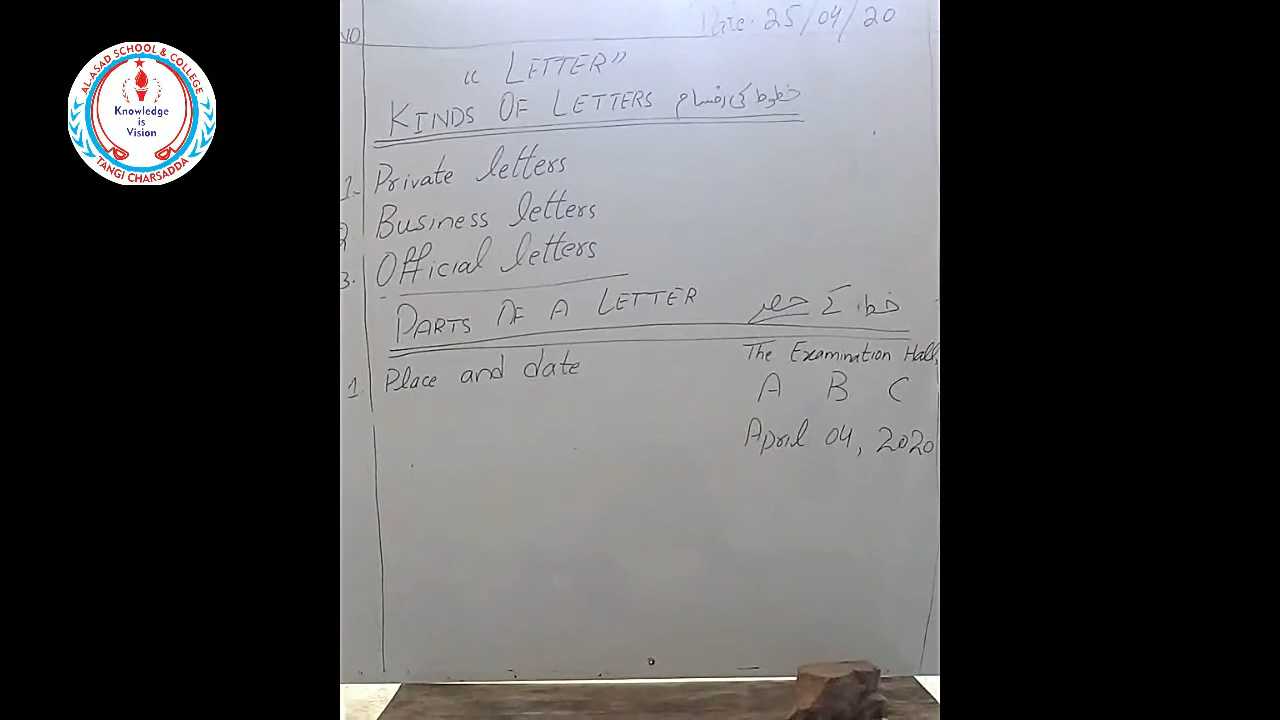 AL-ASAD SCHOOL & COLLEGE
Knowledge
is
Vision
TANGI CHARSADDA
NO
Date: 25/04/20
"LETTER"
KINDS OF LETTERS خطوط کی اقسام
1. Private letters
2 Business letters
3. Official letters
PARTS OF A LETTER خط کے حصے
1. Place and date
The Examination Hall,
A B C
April 04, 2020